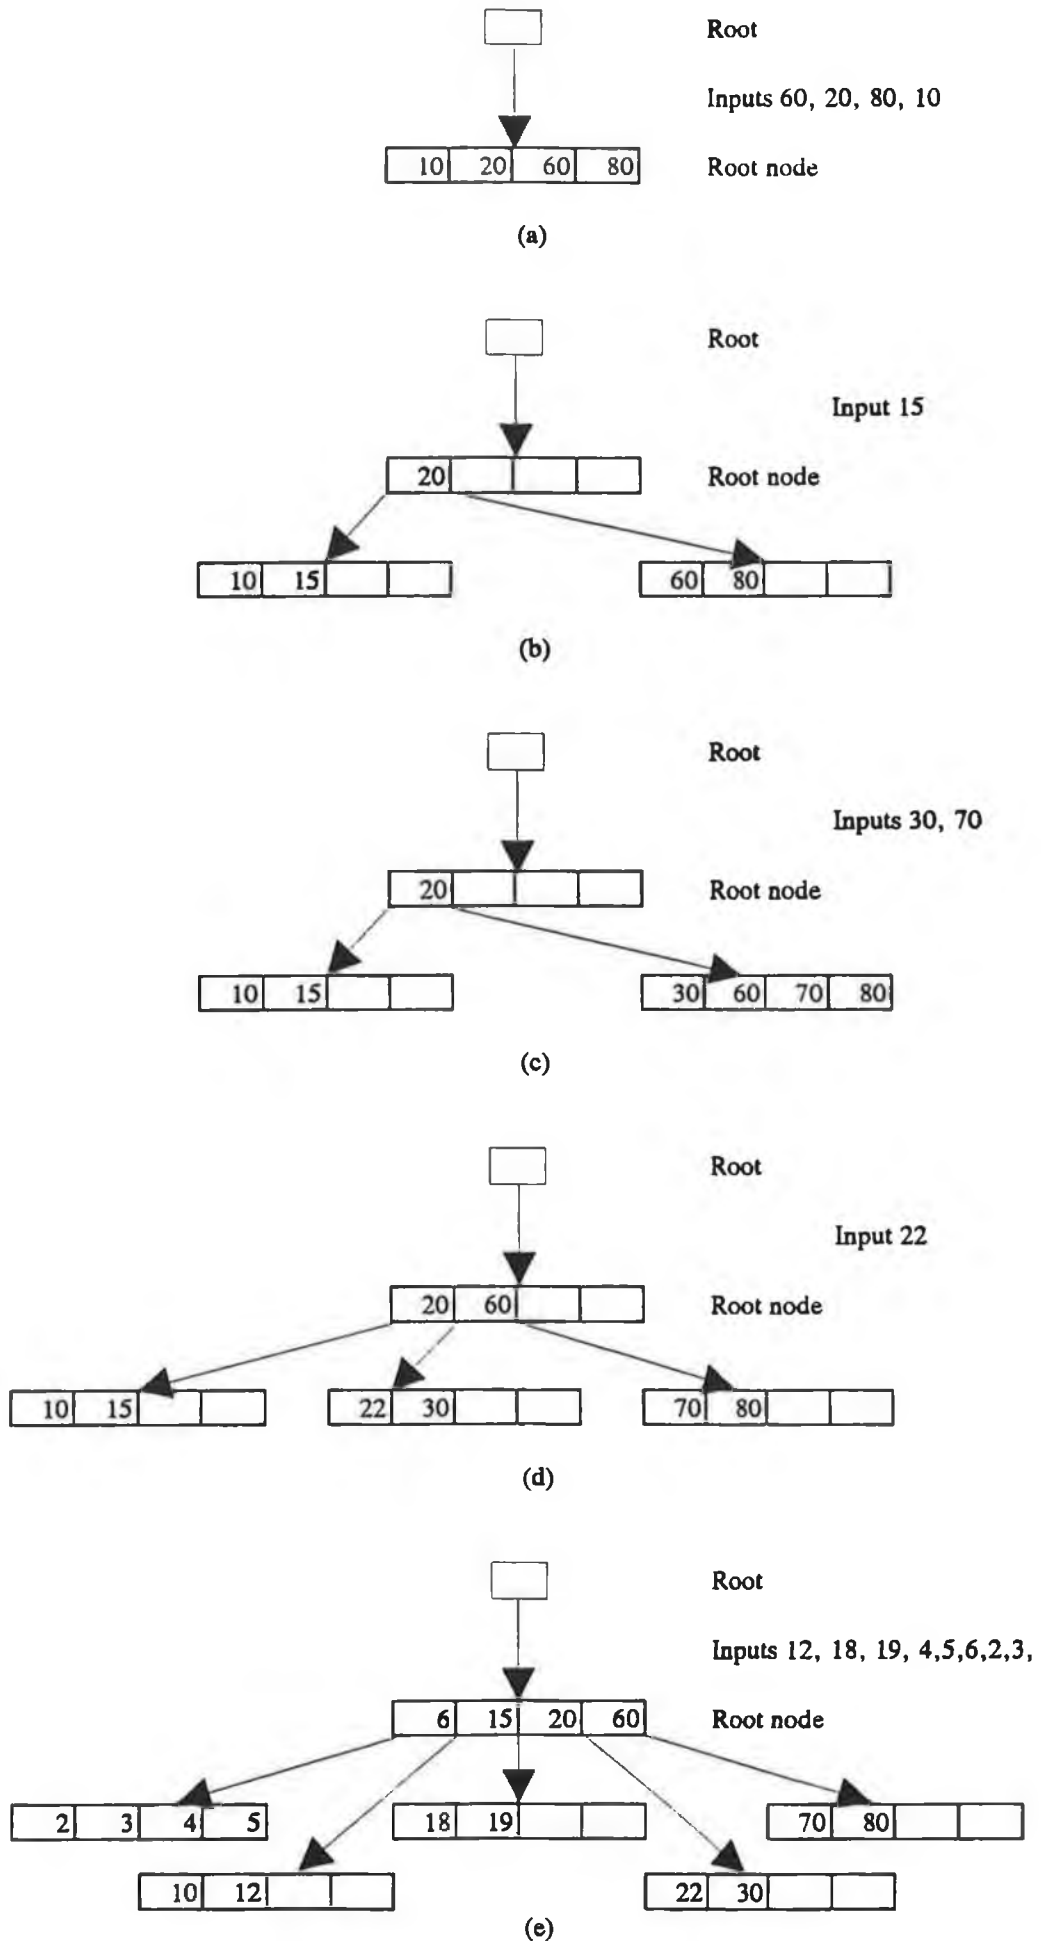 Root
Inputs 60, 20, 80, 10
10 20 60 80 Root node
(a)
Root
Input 15
20 Root node
10 15 60 80
(b)
Root
Inputs 30, 70
20 Root node
10 15 30 60 70 80
(c)
Root
Input 22
20 60 Root node
10 15 22 30 70 80
(d)
Root
Inputs 12, 18, 19, 4,5,6,2,3,
6 15 20 60 Root node
2 3 4 5 18 19 70 80
10 12 22 30
(e)